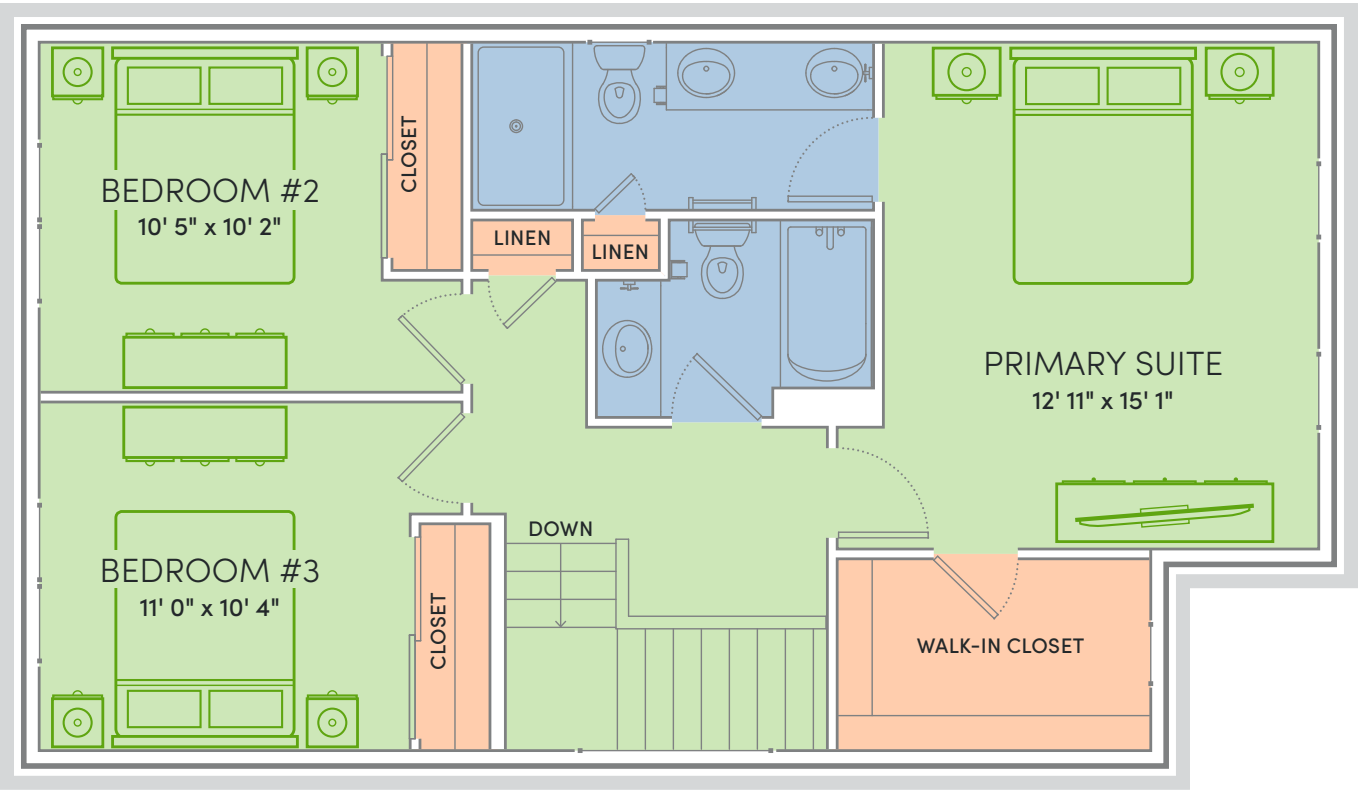 BEDROOM #2
10' 5" x 10' 2"
CLOSET
LINEN
LINEN
PRIMARY SUITE
12' 11" x 15' 1"
DOWN
BEDROOM #3
11' 0" x 10' 4"
CLOSET
WALK-IN CLOSET